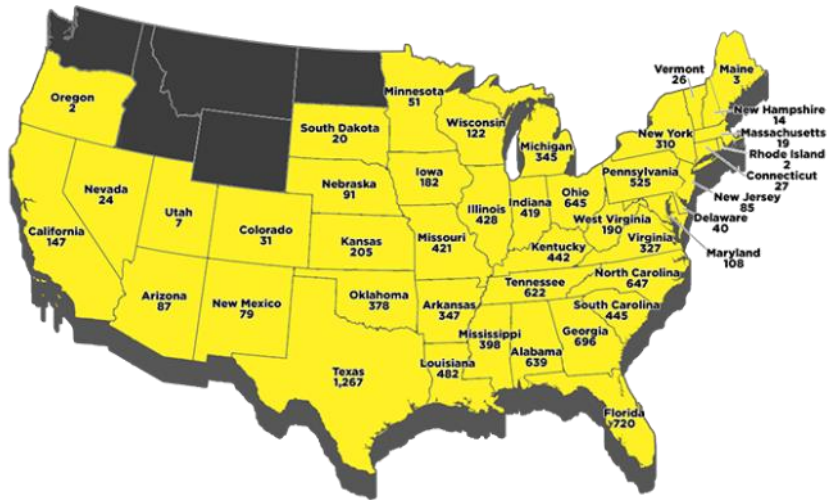 Vermont
26
Maine
3
Oregon
2
Minnesota
51
New Hampshire
14
South Dakota
20
Wisconsin
122
Michigan
345
New York
310
Massachusetts
19
Rhode Island
2
Connecticut
27
Nevada
24
Utah
7
Nebraska
91
Iowa
182
Illinois
428
Indiana
419
Ohio
645
Pennsylvania
525
New Jersey
85
Delaware
40
Maryland
108
California
147
Colorado
31
Kansas
205
Missouri
421
Kentucky
442
West Virginia
190
Virginia
327
Arizona
87
New Mexico
79
Oklahoma
378
Arkansas
347
Tennessee
622
North Carolina
647
South Carolina
445
Mississippi
398
Alabama
639
Georgia
696
Texas
1,267
Louisiana
482
Florida
720